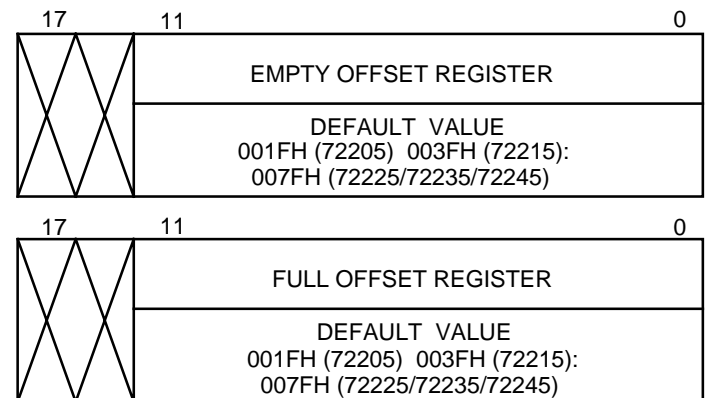 17 11 0
EMPTY OFFSET REGISTER
DEFAULT VALUE
001FH (72205) 003FH (72215):
007FH (72225/72235/72245)
17 11 0
FULL OFFSET REGISTER
DEFAULT VALUE
001FH (72205) 003FH (72215):
007FH (72225/72235/72245)